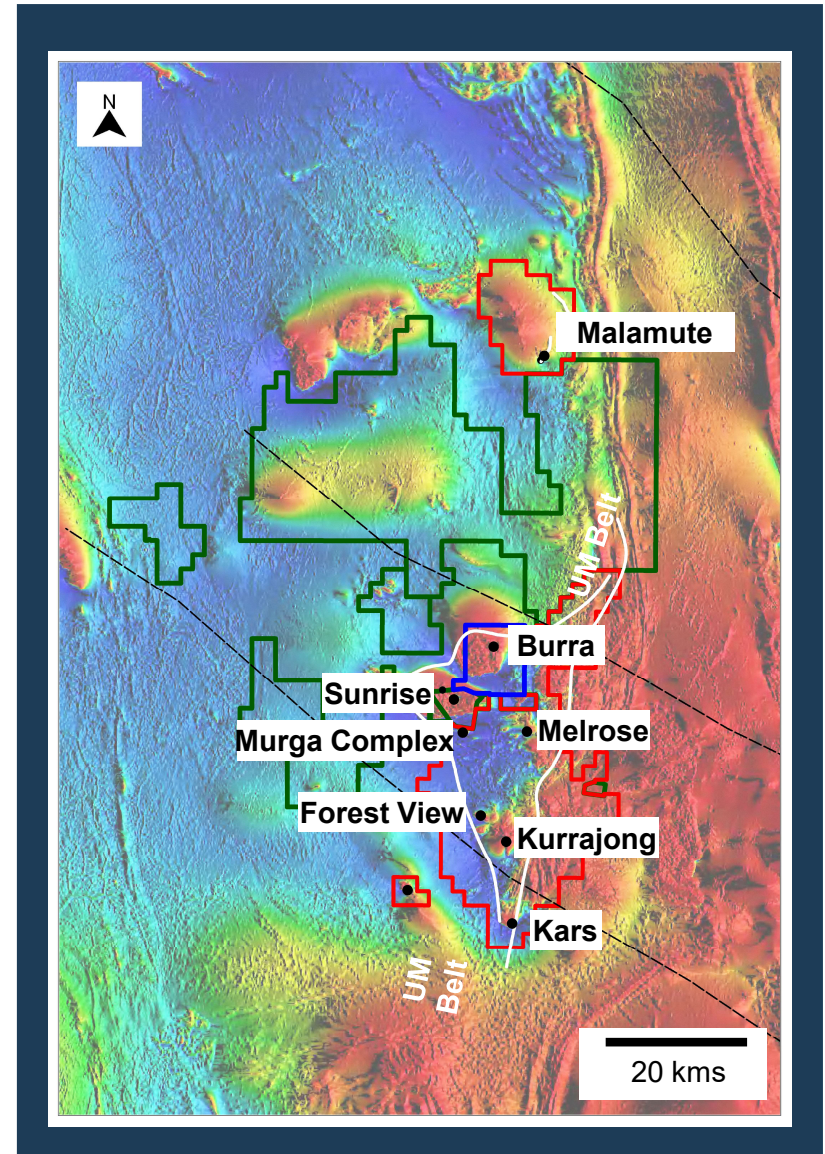 N
Malamute
UM Belt
Burra
Sunrise
Murga Complex
Melrose
Forest View
Kurrajong
Kars
UM
Belt
20 kms